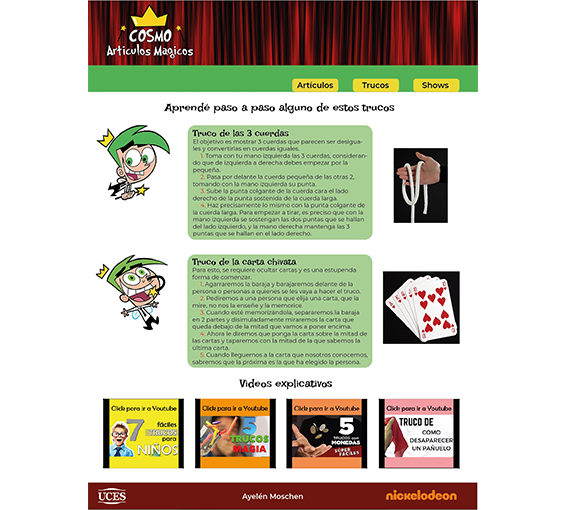 COSMO
Artículos Magicos
Artículos
Trucos
Shows
Aprendé paso a paso alguno de estos trucos
Truco de las 3 cuerdas
El objetivo es mostrar 3 cuerdas que parecen ser desigua-
les y convertirlas en cuerdas iguales.
1. Toma con tu mano izquierda las 3 cuerdas, consideran-
do que de izquierda a derecha debes empezar por la
pequeña.
2. Pasa por delante la cuerda pequeña de las otras 2,
tomando con la mano izquierda su punta.
3. Sube la punta colgante de la cuerda cara el lado
derecho de la punta sostenida de la cuerda larga.
4. Haz precisamente lo mismo con la punta colgante de
la cuerda larga. Para empezar a tirar, es preciso que con la
mano izquierda se sostengan las dos puntas que se hallan
del lado izquierdo, y la mano derecha mantenga las 3
puntas que se hallan en el lado derecho.
Truco de la carta chivata
Para esto, se requiere ocultar cartas y es una estupenda
forma de comenzar.
1. Agarraremos la baraja y barajaremos delante de la
persona o personas a quienes se les vaya a hacer el truco.
2. Pediremos a una persona que elija una carta, que la
mire, no nos la enseñe y la memorice.
3. Cuando esté memorizándola, separaremos la baraja
en 2 partes y disimuladamente miraremos la carta que
queda debajo de la mitad que vamos a poner encima.
4. Ahora le diremos que ponga la carta sobre la mitad de
las cartas y taparemos con la mitad de la que sabemos la
última carta.
5. Cuando lleguemos a la carta que nosotros conocemos,
sabremos que la próxima es la que ha elegido la persona.
Videos explicativos
Click para ir a Youtube
7 fáciles
TRUCOS
para
NIÑOS
Click para ir a Youtube
5
TRUCOS
MAGIA
Click para ir a Youtube
5
TRUCOS con
MONEDAS
SÚPER
FÁCILES
Click para ir a Youtube
TRUCO DE
COMO
DESAPARECER
UN PAÑUELO
UCES
Ayelén Moschen
nickelodeon